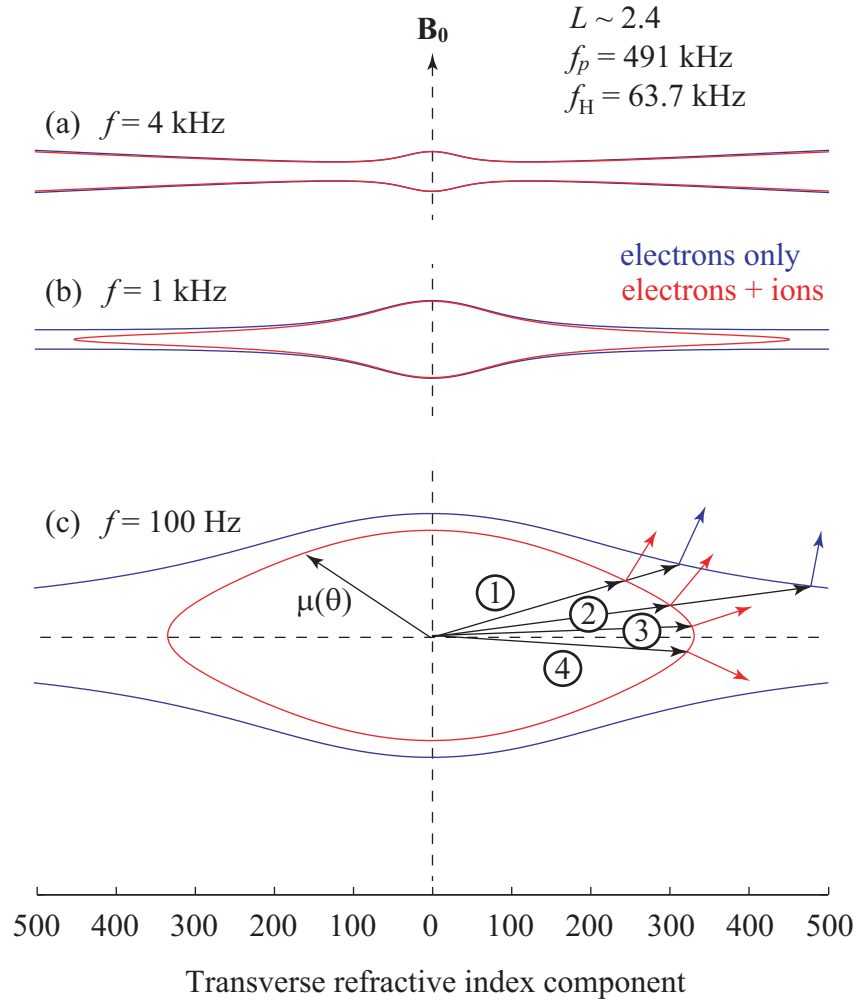 B₀
L ~ 2.4
fₚ = 491 kHz
f_H = 63.7 kHz
(a) f = 4 kHz
electrons only
electrons + ions
(b) f = 1 kHz
(c) f = 100 Hz
μ(θ)
1
2
3
4
500 400 300 200 100 0 100 200 300 400 500
Transverse refractive index component